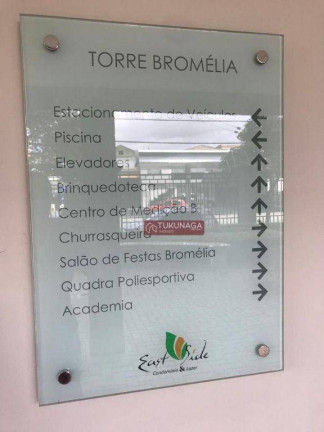 TORRE BROMÉLIA
Estacionamento de Veículos
Piscina
Elevadores
Brinquedoteca
Centro de Medição B
Churrasqueira
TUKUNAGA
Salão de Festas Bromélia
Quadra Poliesportiva
Academia
East Side
Condomínio & Lazer